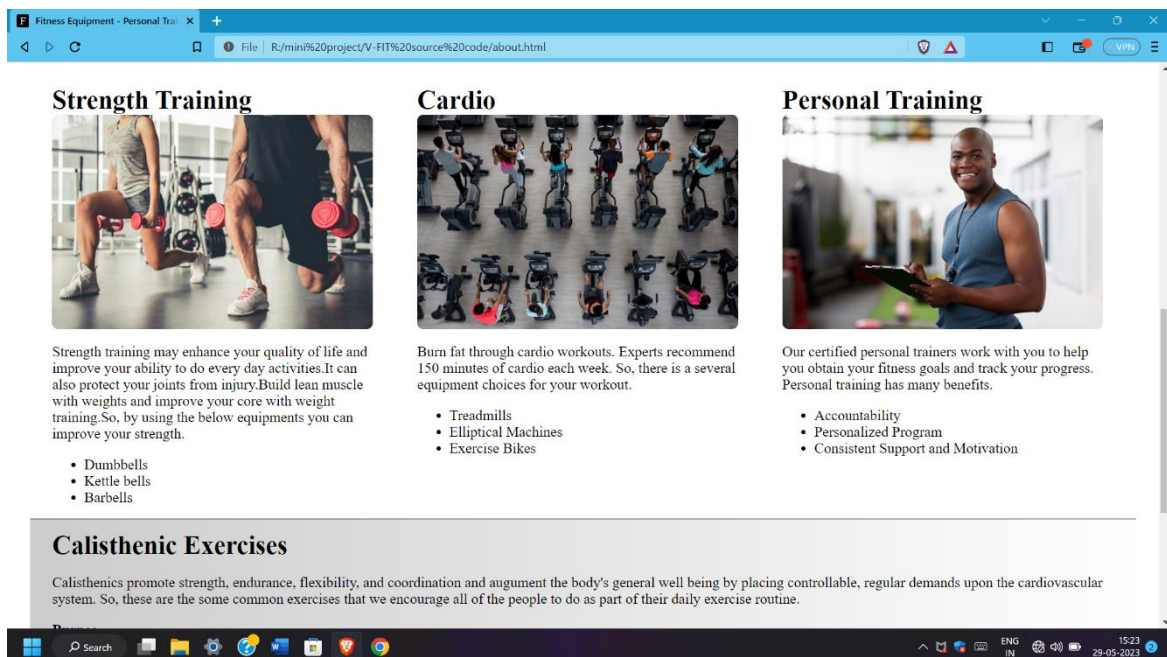 Fitness Equipment - Personal Trai
File R:/mini%20project/V-FIT%20source%20code/about.html
VPN
Strength Training
Strength training may enhance your quality of life and
improve your ability to do every day activities.It can
also protect your joints from injury.Build lean muscle
with weights and improve your core with weight
training.So, by using the below equipments you can
improve your strength.
• Dumbbells
• Kettle bells
• Barbells
Cardio
Burn fat through cardio workouts. Experts recommend
150 minutes of cardio each week. So, there is a several
equipment choices for your workout.
• Treadmills
• Elliptical Machines
• Exercise Bikes
Personal Training
Our certified personal trainers work with you to help
you obtain your fitness goals and track your progress.
Personal training has many benefits.
• Accountability
• Personalized Program
• Consistent Support and Motivation
Calisthenic Exercises
Calisthenics promote strength, endurance, flexibility, and coordination and augument the body's general well being by placing controllable, regular demands upon the cardiovascular
system. So, these are the some common exercises that we encourage all of the people to do as part of their daily exercise routine.
Search
ENG
IN
15:23
29-05-2023
2